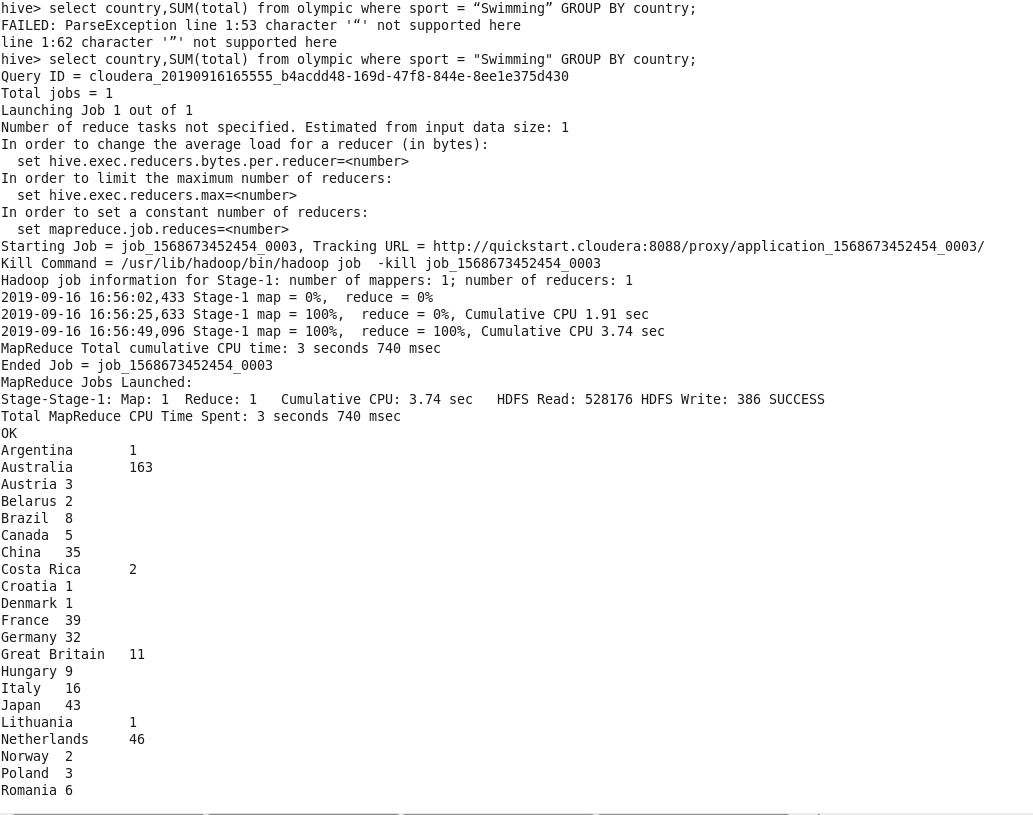 hive> select country,SUM(total) from olympic where sport = “Swimming” GROUP BY country;
FAILED: ParseException line 1:53 character '“' not supported here
line 1:62 character '”' not supported here
hive> select country,SUM(total) from olympic where sport = "Swimming" GROUP BY country;
Query ID = cloudera_20190916165555_b4acdd48-169d-47f8-844e-8ee1e375d430
Total jobs = 1
Launching Job 1 out of 1
Number of reduce tasks not specified. Estimated from input data size: 1
In order to change the average load for a reducer (in bytes):
  set hive.exec.reducers.bytes.per.reducer=<number>
In order to limit the maximum number of reducers:
  set hive.exec.reducers.max=<number>
In order to set a constant number of reducers:
  set mapreduce.job.reduces=<number>
Starting Job = job_1568673452454_0003, Tracking URL = http://quickstart.cloudera:8088/proxy/application_1568673452454_0003/
Kill Command = /usr/lib/hadoop/bin/hadoop job  -kill job_1568673452454_0003
Hadoop job information for Stage-1: number of mappers: 1; number of reducers: 1
2019-09-16 16:56:02,433 Stage-1 map = 0%,  reduce = 0%
2019-09-16 16:56:25,633 Stage-1 map = 100%,  reduce = 0%, Cumulative CPU 1.91 sec
2019-09-16 16:56:49,096 Stage-1 map = 100%,  reduce = 100%, Cumulative CPU 3.74 sec
MapReduce Total cumulative CPU time: 3 seconds 740 msec
Ended Job = job_1568673452454_0003
MapReduce Jobs Launched:
Stage-Stage-1: Map: 1  Reduce: 1   Cumulative CPU: 3.74 sec   HDFS Read: 528176 HDFS Write: 386 SUCCESS
Total MapReduce CPU Time Spent: 3 seconds 740 msec
OK
Argentina	1
Australia	163
Austria	3
Belarus	2
Brazil	8
Canada	5
China	35
Costa Rica	2
Croatia	1
Denmark	1
France	39
Germany	32
Great Britain	11
Hungary	9
Italy	16
Japan	43
Lithuania	1
Netherlands	46
Norway	2
Poland	3
Romania	6